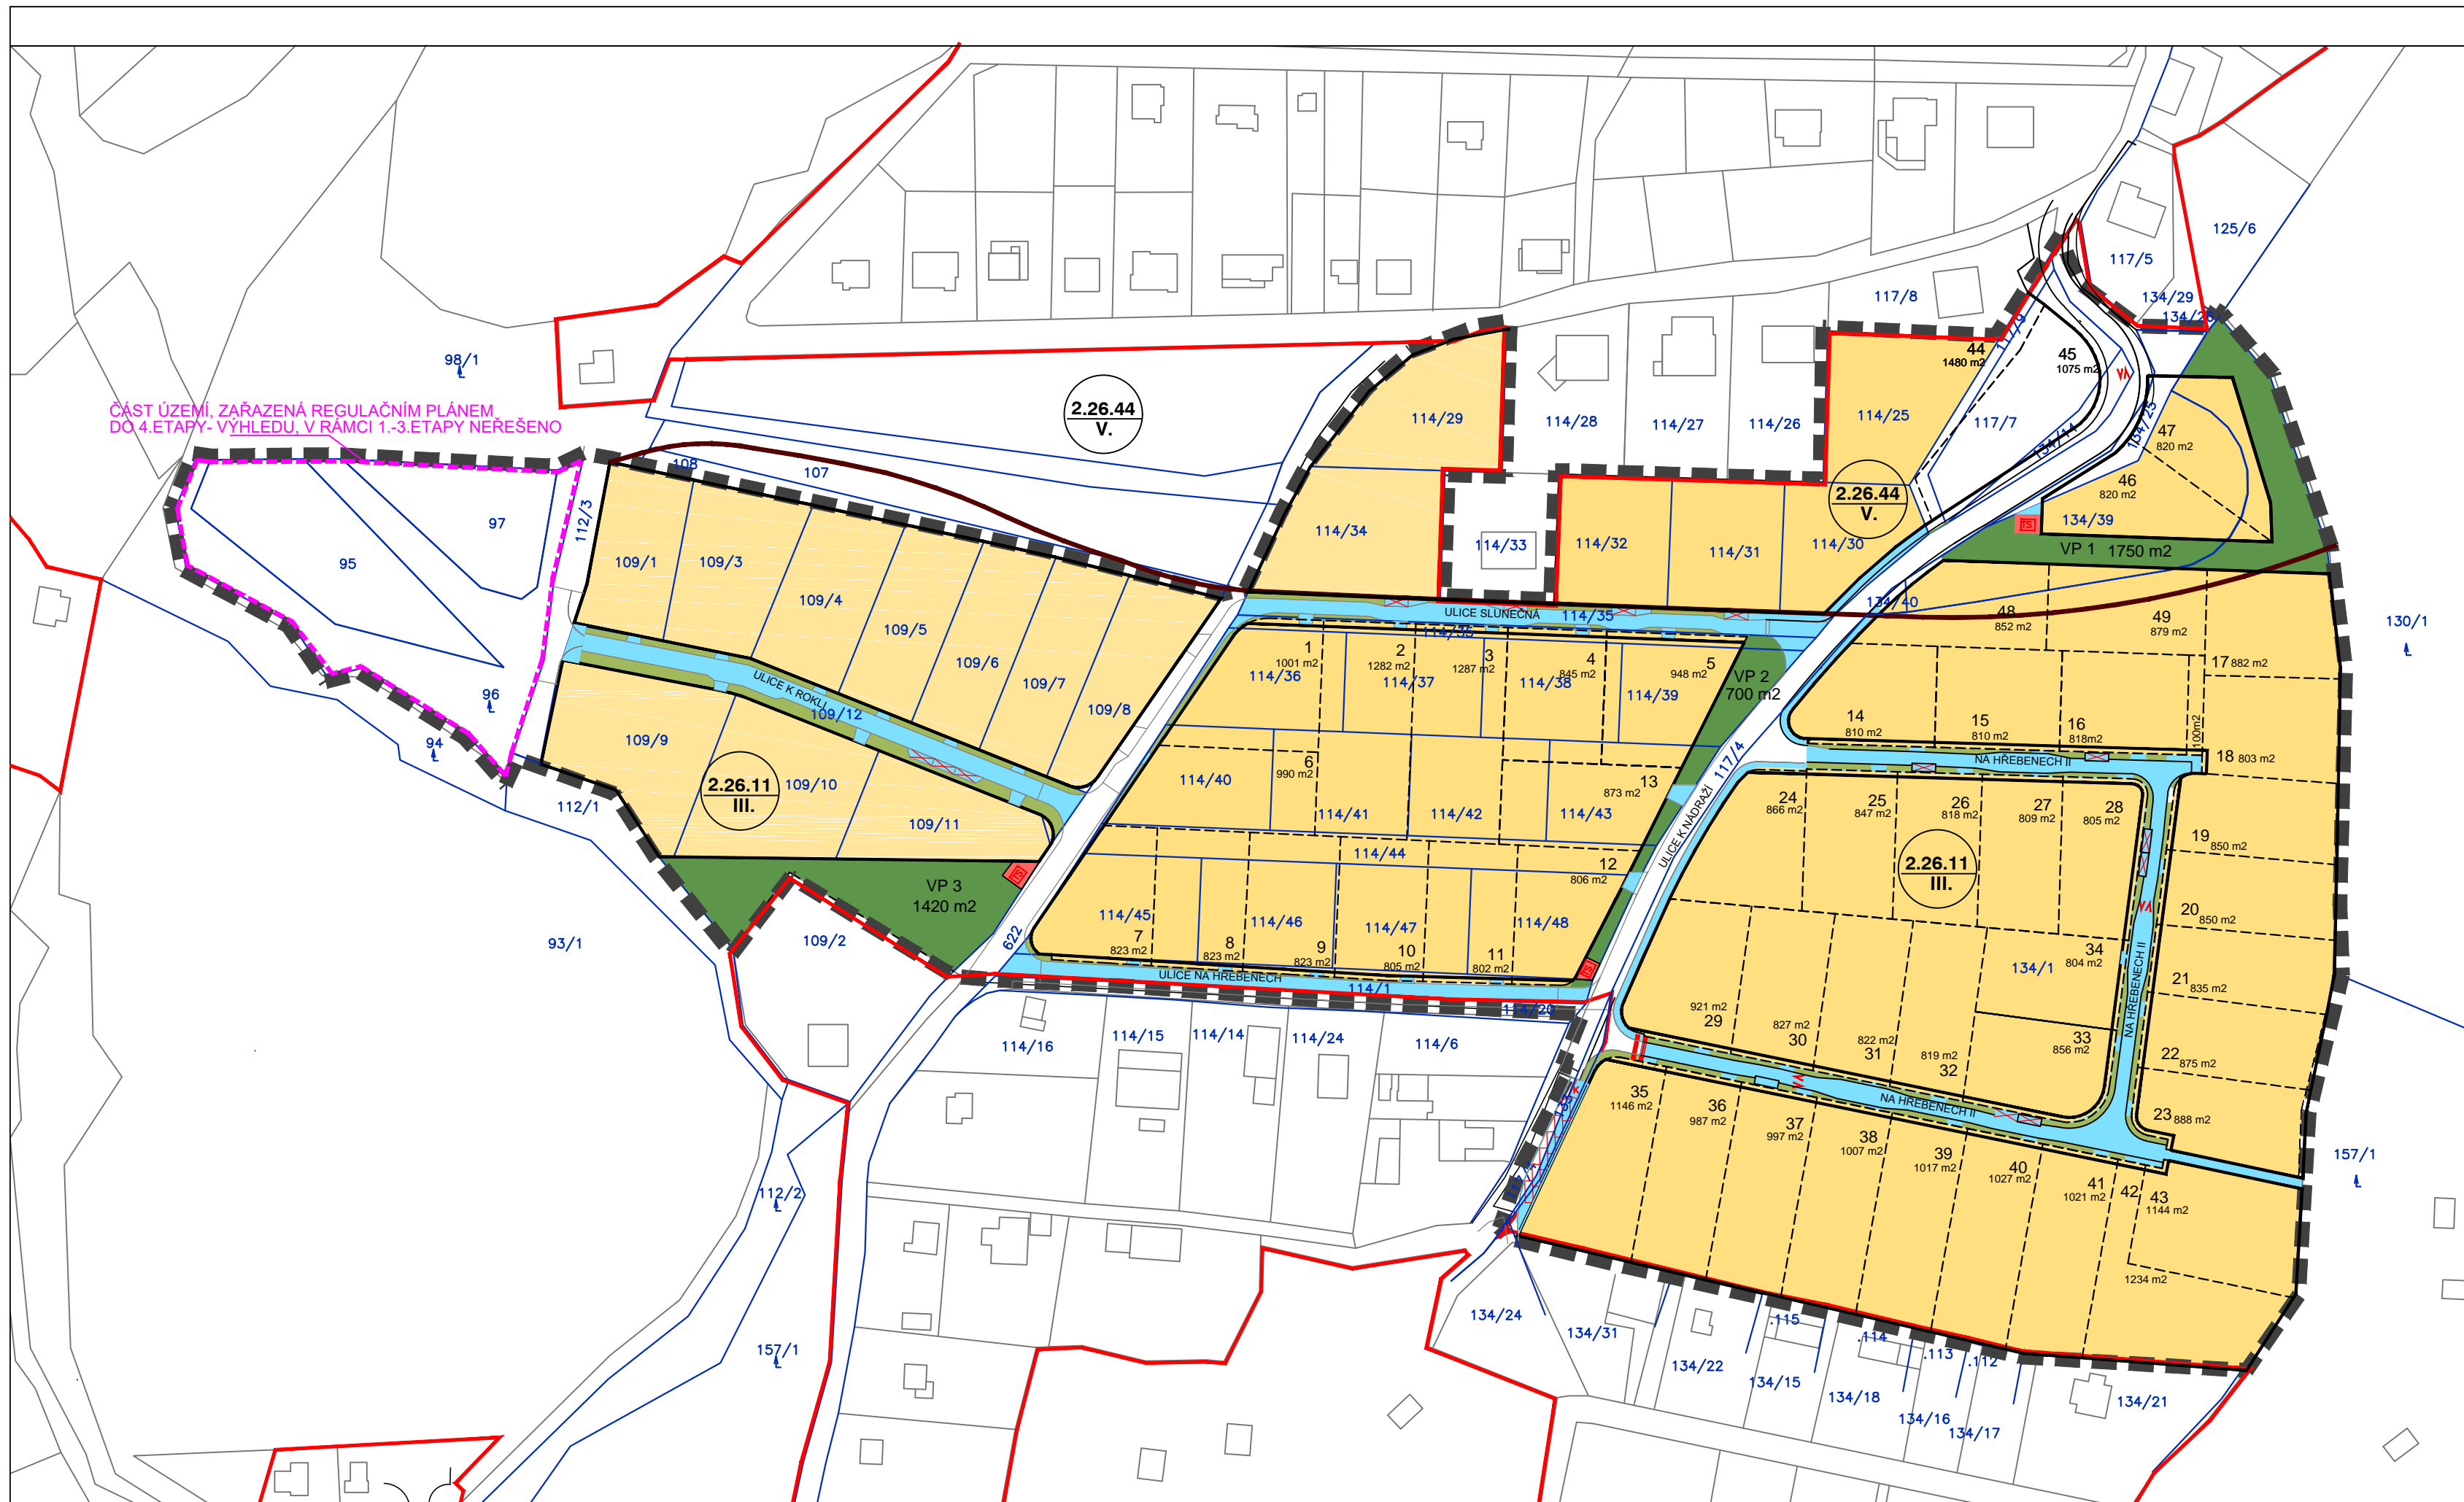 ČÁST ÚZEMÍ, ZAŘAZENÁ REGULAČNÍM PLÁNEM
DO 4.ETAPY- VÝHLEDU, V RÁMCI 1.-3.ETAPY NEŘEŠENO
98/1
2.26.44
V.
108
107
112/3
97
95
96
94
112/1
93/1
112/2
157/1
109/1
109/3
109/4
109/5
109/6
109/7
109/8
ULICE K ROKLI
109/12
109/9
109/10
109/11
2.26.11
III.
VP 3
1420 m2
TS
109/2
622
114/29
114/28
114/27
114/26
114/25
117/8
117/9
117/5
125/6
134/29
44
1480 m2
45
1075 m2
117/7
134/14
134/25
47
820 m2
46
820 m2
134/39
TS
VP 1 1750 m2
2.26.44
V.
114/34
114/33
114/32
114/31
114/30
134/40
130/1
ULICE SLUNEČNÁ
114/35
1
1001 m2
114/36
2
1282 m2
114/37
3
1287 m2
4
845 m2
114/38
5
948 m2
114/39
VP 2
700 m2
6
990 m2
114/40
114/41
114/42
114/43
13
873 m2
114/44
12
806 m2
114/45
7
823 m2
114/46
8
823 m2
9
823 m2
114/47
10
805 m2
11
802 m2
114/48
TS
ULICE NA HŘEBENECH
114/1
114/20
117/4
ULICE K NÁDRAŽÍ
48
852 m2
49
879 m2
17 882 m2
14
810 m2
15
810 m2
16
818m2
100m2
18 803 m2
NA HŘEBENECH II
24
866 m2
25
847 m2
26
818 m2
27
809 m2
28
805 m2
2.26.11
III.
19 850 m2
20 850 m2
21 835 m2
22 875 m2
23 888 m2
NA HŘEBENECH II
34
804 m2
134/1
33
856 m2
921 m2
29
827 m2
30
822 m2
31
819 m2
32
NA HŘEBENECH II
35
1146 m2
36
987 m2
37
997 m2
38
1007 m2
39
1017 m2
40
1027 m2
41
1021 m2
42
43
1144 m2
1234 m2
157/1
114/16
114/15
114/14
114/24
114/6
134/24
134/31
134/22
134/15
134/18
134/16
134/17
134/21
.115
.114
.113
.112
157/1